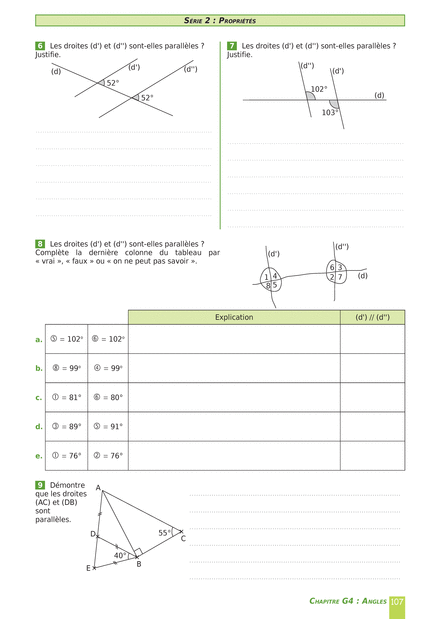 SÉRIE 2 : PROPRIÉTÉS
6 Les droites (d') et (d'') sont-elles parallèles ?
Justifie.
(d)
(d')
(d'')
52°
52°
7 Les droites (d') et (d'') sont-elles parallèles ?
Justifie.
(d'')
(d')
102°
(d)
103°
8 Les droites (d') et (d'') sont-elles parallèles ?
Complète la dernière colonne du tableau par
« vrai », « faux » ou « on ne peut pas savoir ».
(d')
(d'')
1 4
8 5
6 3
2 7
(d)
Explication (d') // (d'')
a. ⑤ = 102° ⑥ = 102°
b. ⑧ = 99° ④ = 99°
c. ① = 81° ⑥ = 80°
d. ③ = 89° ⑤ = 91°
e. ① = 76° ② = 76°
9 Démontre
que les droites
(AC) et (DB)
sont
parallèles.
A
D
E
B
C
40°
55°
CHAPITRE G4 : ANGLES 107